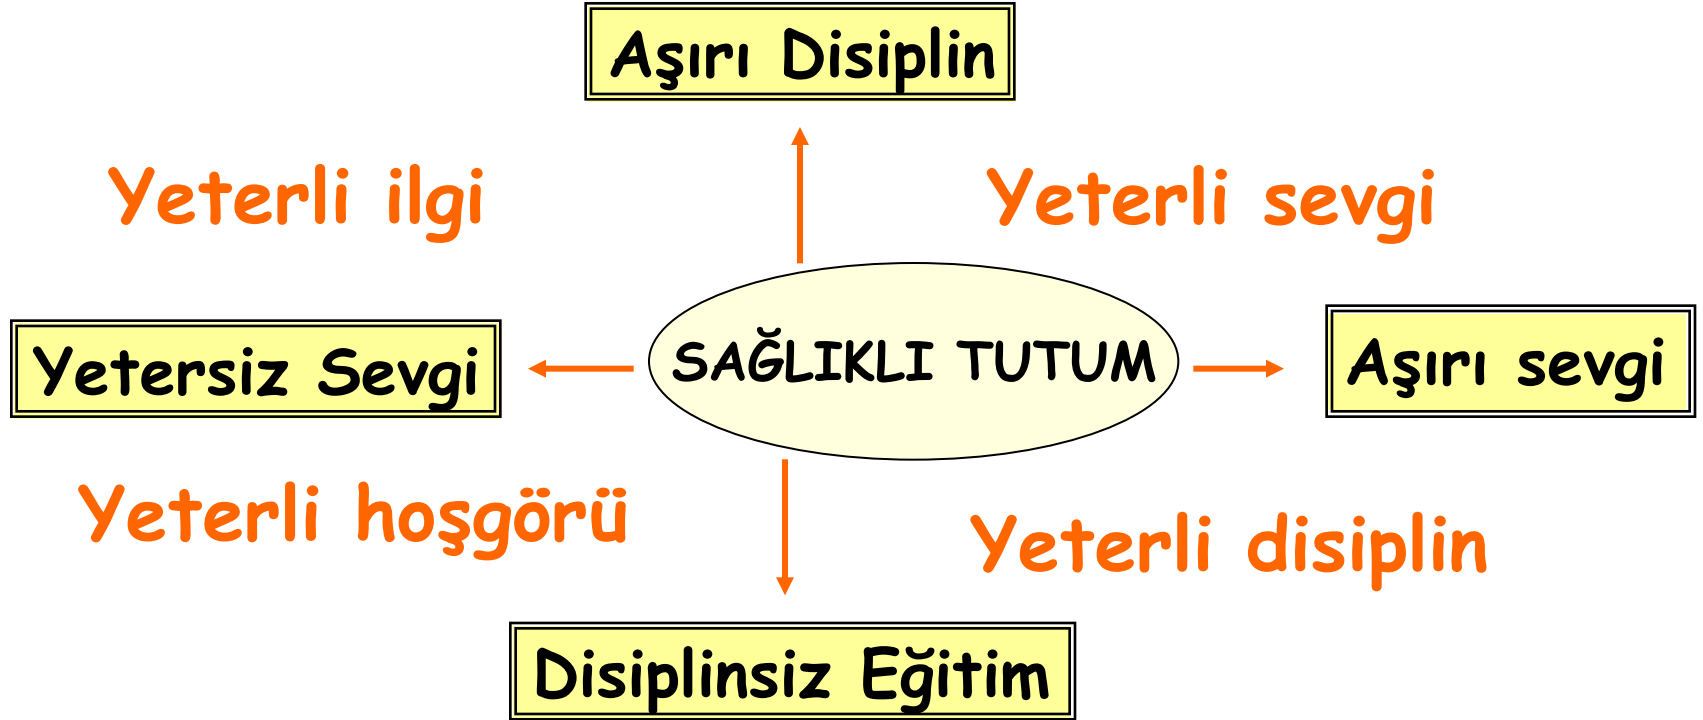 Aşırı Disiplin
Yeterli ilgi
Yeterli sevgi
Yetersiz Sevgi
SAĞLIKLI TUTUM
Aşırı sevgi
Yeterli hoşgörü
Yeterli disiplin
Disiplinsiz Eğitim